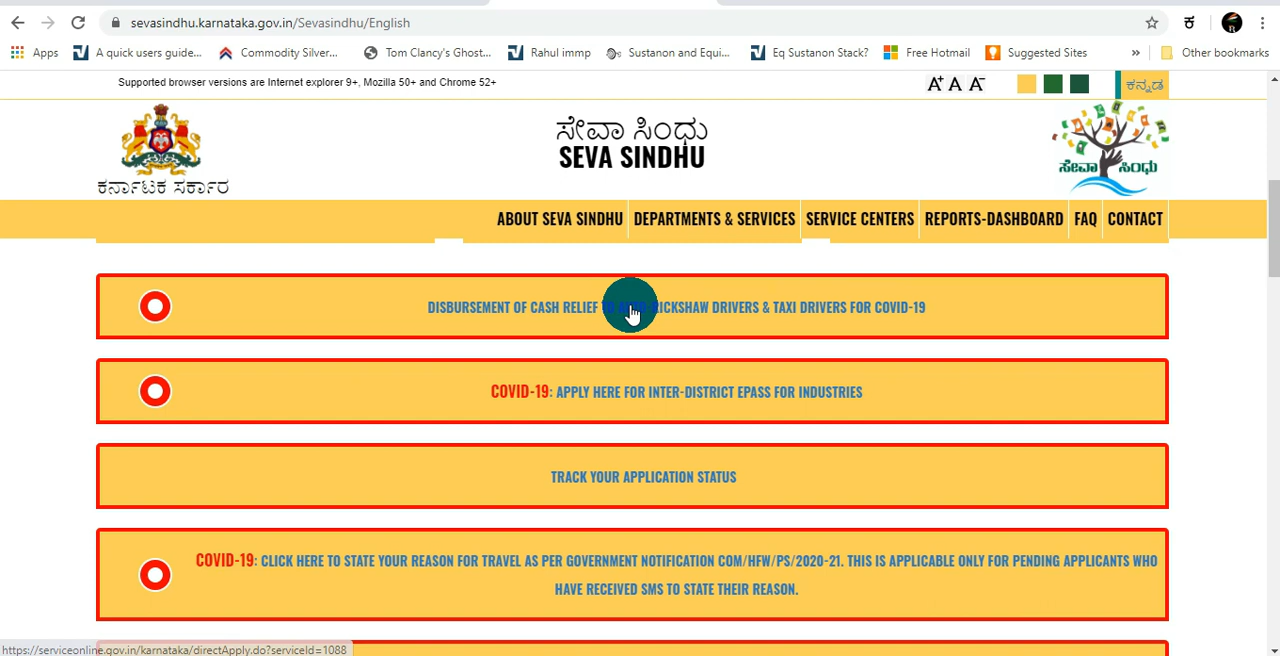 sevasindhu.karnataka.gov.in/Sevasindhu/English
Apps
A quick users guide...
Commodity Silver...
Tom Clancy's Ghost...
Rahul immp
Sustanon and Equi...
Eq Sustanon Stack?
Free Hotmail
Suggested Sites
»
Other bookmarks
Supported browser versions are Internet explorer 9+, Mozilla 50+ and Chrome 52+
A+ A A-
ಕನ್ನಡ
ಕರ್ನಾಟಕ ಸರ್ಕಾರ
ಸೇವಾ ಸಿಂಧು
SEVA SINDHU
ಸೇವಾ ಸಿಂಧು
ABOUT SEVA SINDHU
DEPARTMENTS & SERVICES
SERVICE CENTERS
REPORTS-DASHBOARD
FAQ
CONTACT
DISBURSEMENT OF CASH RELIEF TO AUTO-RICKSHAW DRIVERS & TAXI DRIVERS FOR COVID-19
COVID-19: APPLY HERE FOR INTER-DISTRICT EPASS FOR INDUSTRIES
TRACK YOUR APPLICATION STATUS
COVID-19: CLICK HERE TO STATE YOUR REASON FOR TRAVEL AS PER GOVERNMENT NOTIFICATION COM/HFW/PS/2020-21. THIS IS APPLICABLE ONLY FOR PENDING APPLICANTS WHO
HAVE RECEIVED SMS TO STATE THEIR REASON.
https://serviceonline.gov.in/karnataka/directApply.do?serviceId=1088